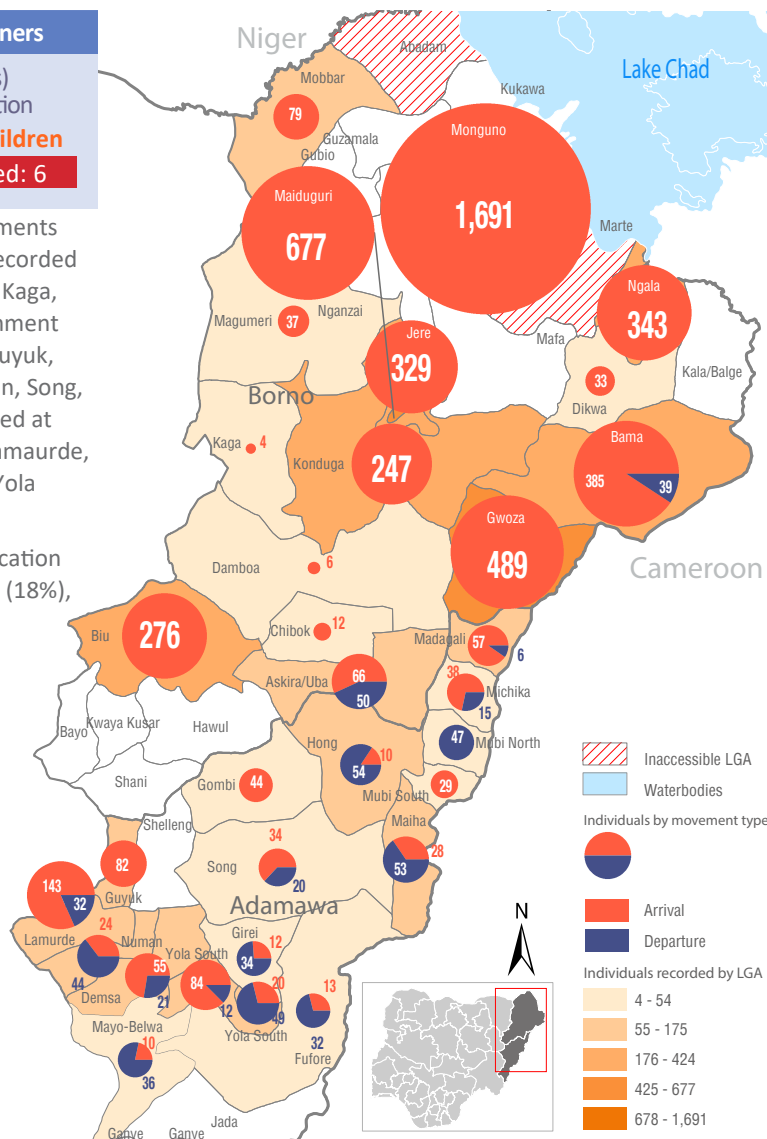 ners
s)
tion
ildren
ed: 6
ments
ecorded
Kaga,
nment
uyuk,
n, Song,
ed at
amaurde,
Yola
cation
(18%),
Niger
Abadam
Lake Chad
Mobbar
Kukawa
79
Monguno
Guzamala
Gubio
Maiduguri
1,691
677
Marte
Ngala
343
Magumeri
37
Nganzai
Jere
329
Mafa
Kala/Balge
33
Dikwa
Borno
Kaga
4
Konduga
247
Bama
385
39
Gwoza
489
Damboa
6
Cameroon
Biu
276
Chibok
12
Madagali
57
6
Askira/Uba
66
50
38
Michika
15
Bayo
Kwaya Kusar
Hawul
Hong
10
54
47
Mubi North
Shani
Gombi
44
Mubi South
29
Inaccessible LGA
Waterbodies
Individuals by movement type
Shelleng
Maiha
34
Song
20
28
53
82
Guyuk
143
32
Adamawa
Arrival
Departure
N
Lamurde
24
Numan
Girei
12
34
Yola South
44
Demsa
55
21
84
12
20
49
13
Individuals recorded by LGA
4 - 54
55 - 175
176 - 424
425 - 677
678 - 1,691
Mayo-Belwa
10
36
Yola South
32
Fufore
Jada
Ganye
Ganye